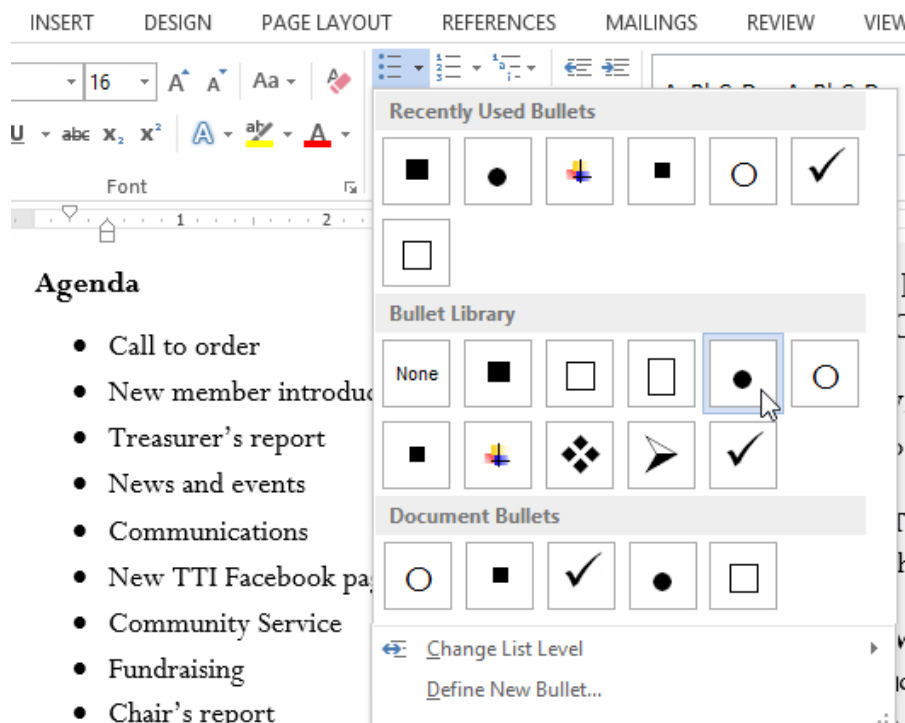 INSERT DESIGN PAGE LAYOUT REFERENCES MAILINGS REVIEW VIEW
16 A A Aa
U abc X₂ X² A ab A
Font
1 2
Recently Used Bullets
Bullet Library
None
Document Bullets
Change List Level
Define New Bullet...
Agenda
Call to order
New member introduc
Treasurer's report
News and events
Communications
New TTI Facebook pa
Community Service
Fundraising
Chair's report